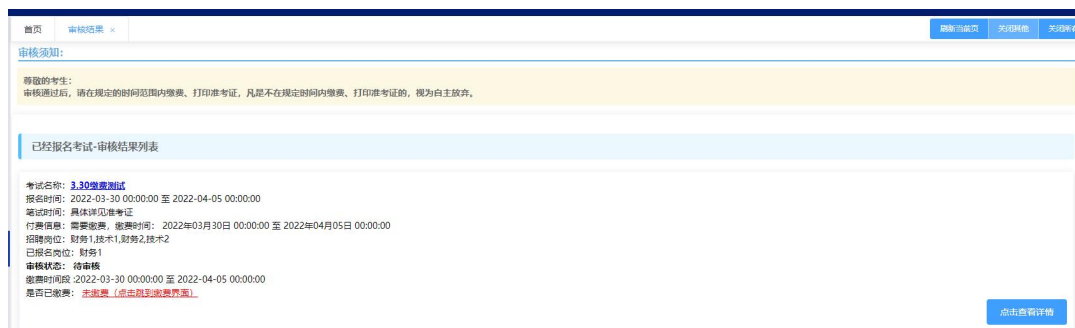 首页 审核结果 × 刷新当前页 关闭其他 关闭所有
审核须知：
尊敬的考生：
审核通过后，请在规定的时间范围内缴费、打印准考证，凡是不在规定时间内缴费、打印准考证的，视为自主放弃。
已经报名考试-审核结果列表
考试名称：3.30缴费测试
报名时间：2022-03-30 00:00:00 至 2022-04-05 00:00:00
笔试时间：具体详见准考证
付费信息：需要缴费，缴费时间： 2022年03月30日 00:00:00 至 2022年04月05日 00:00:00
招聘岗位：财务1,技术1,财务2,技术2
已报名岗位：财务1
审核状态： 待审核
缴费时间段 :2022-03-30 00:00:00 至 2022-04-05 00:00:00
是否已缴费： 未缴费（点击跳到缴费界面）
点击查看详情